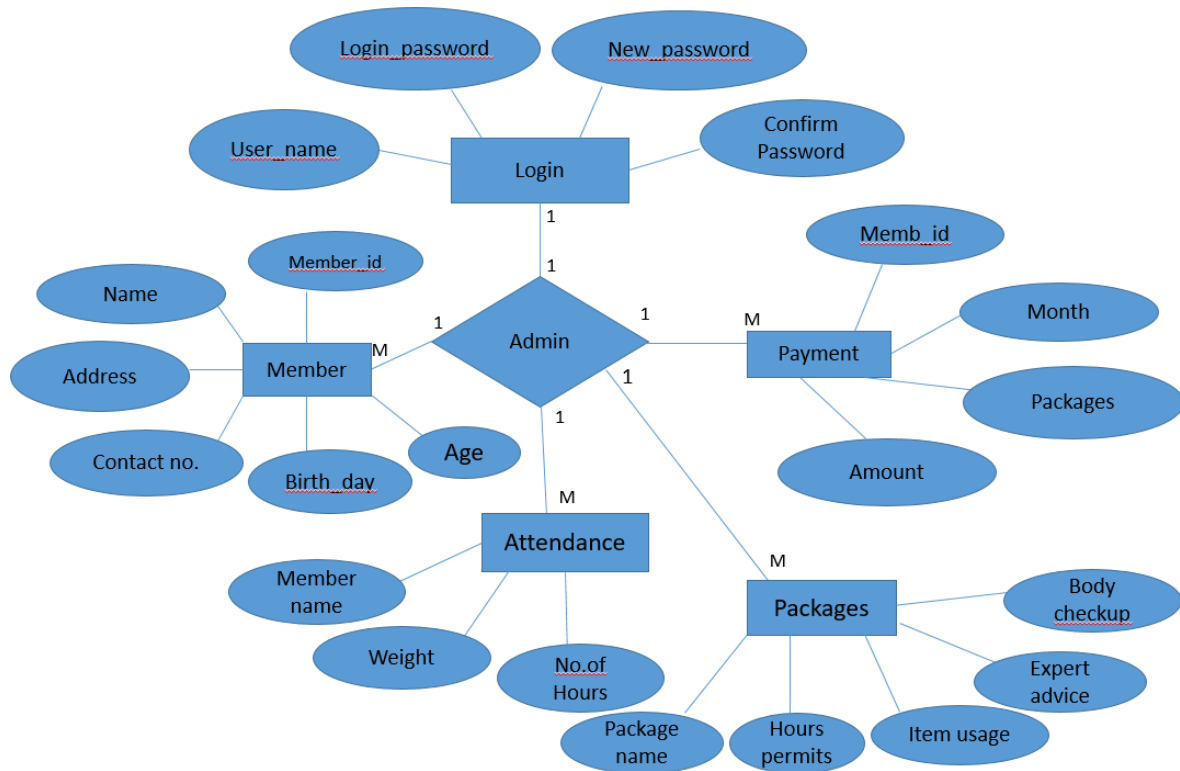 Login_password
New_password
User_name
Confirm
Password
Login
1
1
Memb_id
Member_id
Name
Month
1
1
M
M
Admin
Payment
Member
Address
1
Packages
1
Age
Contact no.
Amount
Birth_day
M
Attendance
M
Member
name
Body
checkup
Packages
Weight
No.of
Hours
Expert
advice
Package
name
Hours
permits
Item usage